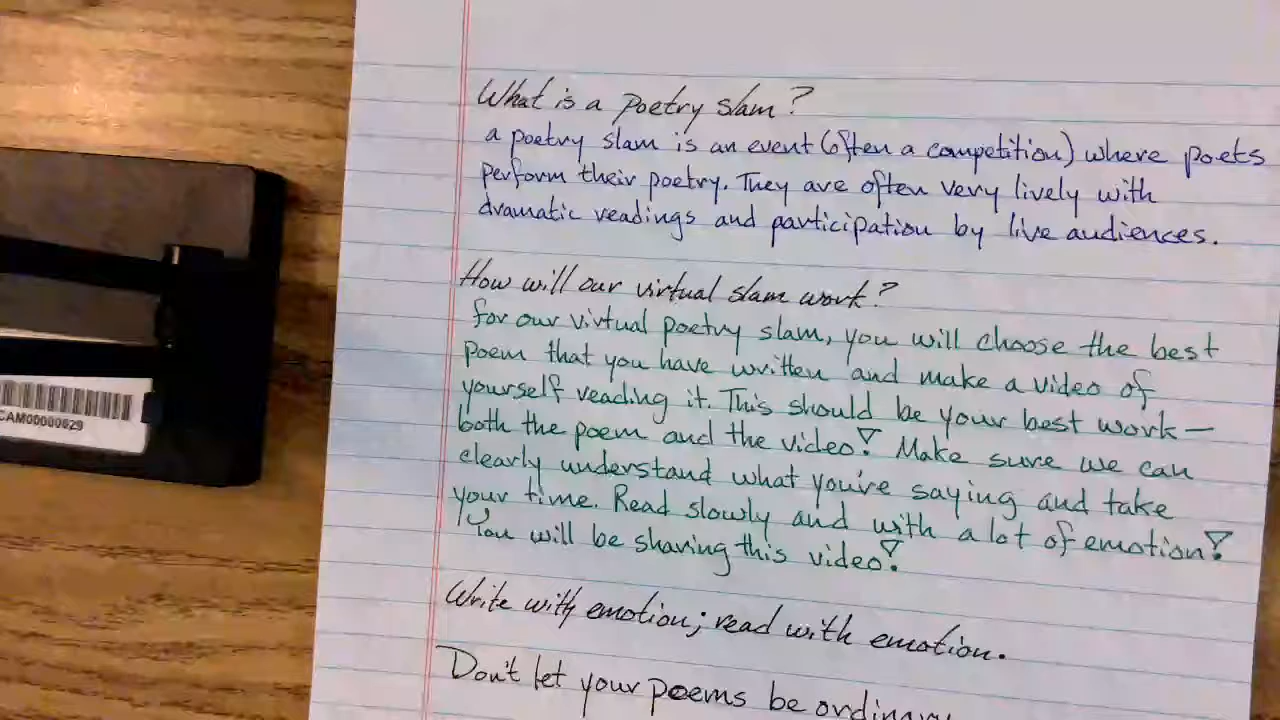 What is a Poetry slam?
a poetry slam is an event (often a competition) where poets
perform their poetry. They are often very lively with
dramatic readings and participation by live audiences.
How will our virtual slam work?
for our virtual poetry slam, you will choose the best
poem that you have written and make a video of
yourself reading it. This should be your best work—
both the poem and the video! Make sure we can
clearly understand what you're saying and take
your time. Read slowly and with a lot of emotion!
You will be sharing this video!
Write with emotion; read with emotion.
Don't let your poems be ordinary
CAM00000629